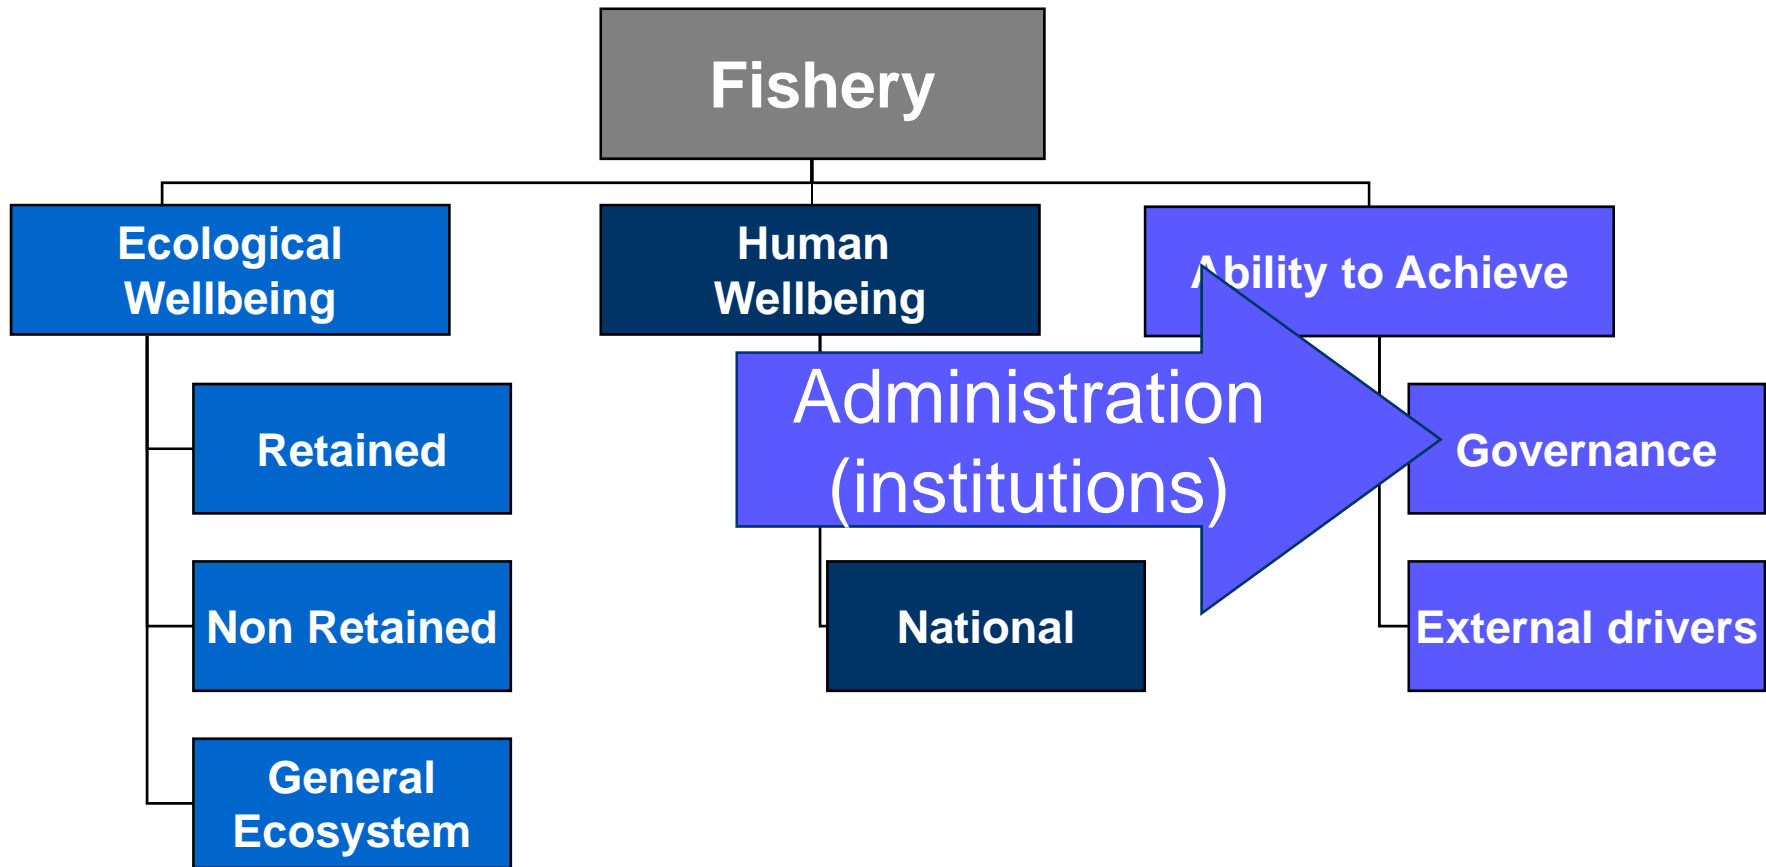 Fishery
Ecological
Wellbeing
Human
Wellbeing
Ability to Achieve
Retained
Administration
(institutions)
Governance
Non Retained
National
External drivers
General
Ecosystem